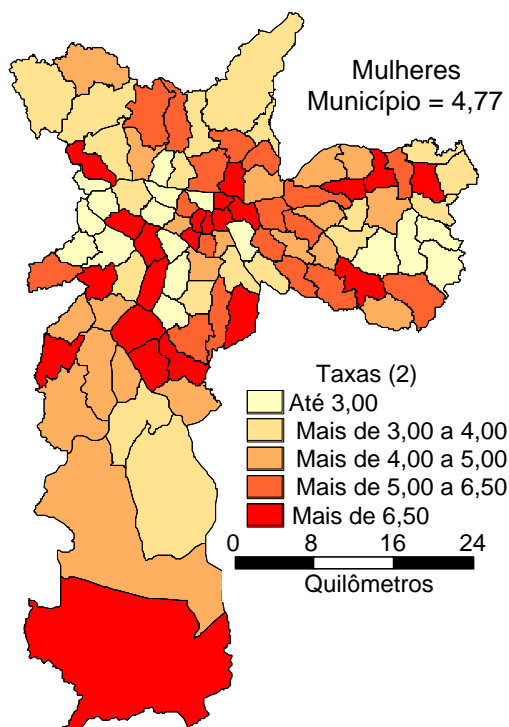 Mulheres
Município = 4,77
Taxas (2)
Até 3,00
Mais de 3,00 a 4,00
Mais de 4,00 a 5,00
Mais de 5,00 a 6,50
Mais de 6,50
0 8 16 24
Quilômetros